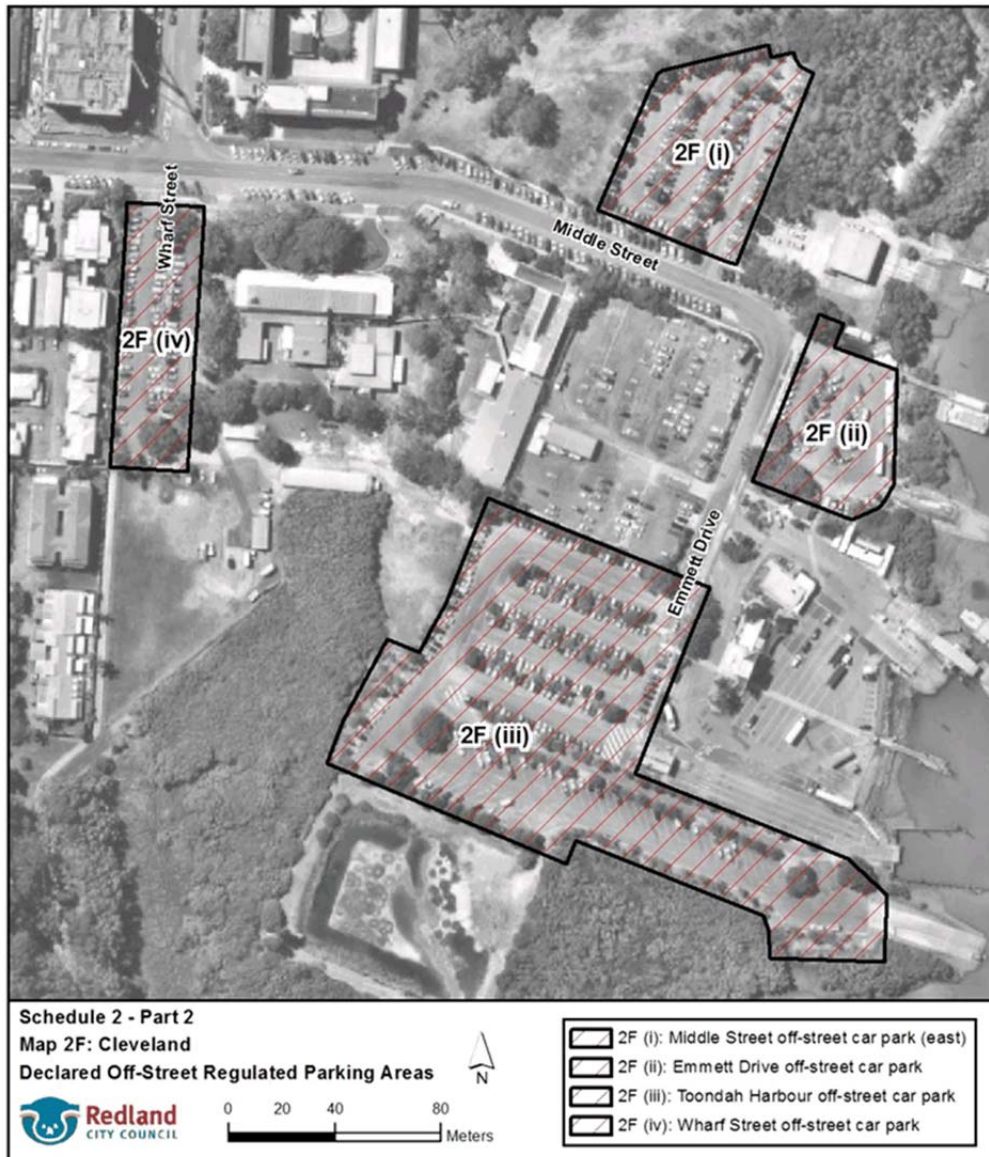 2F (i)
Wharf Street
Middle Street
2F (iv)
2F (ii)
Emmett Drive
2F (iii)
Schedule 2 - Part 2
Map 2F: Cleveland
Declared Off-Street Regulated Parking Areas
N
Redland
CITY COUNCIL
0 20 40 80
Meters
2F (i): Middle Street off-street car park (east)
2F (ii): Emmett Drive off-street car park
2F (iii): Toondah Harbour off-street car park
2F (iv): Wharf Street off-street car park